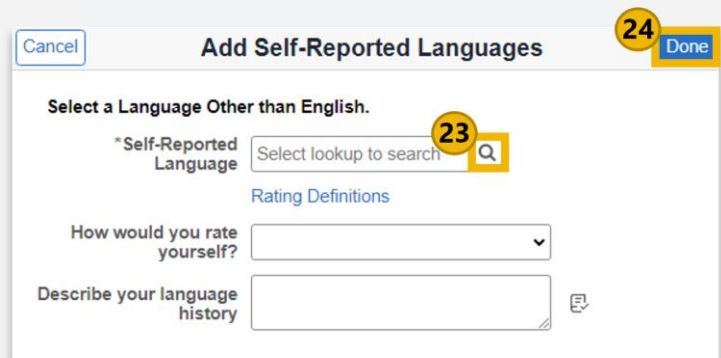 24
Cancel Add Self-Reported Languages Done
Select a Language Other than English.
23
*Self-Reported Select lookup to search
Language
Rating Definitions
How would you rate
yourself?
Describe your language
history